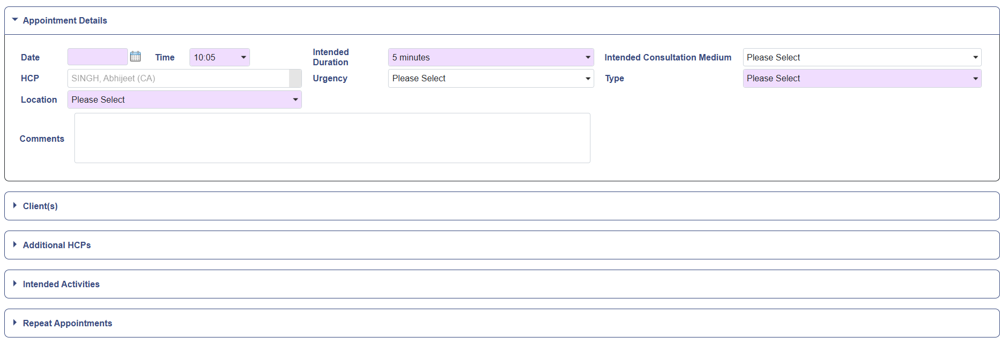 Appointment Details
Date
Time 10:05
Intended Duration 5 minutes
Intended Consultation Medium Please Select
HCP SINGH, Abhijeet (CA)
Urgency Please Select
Type Please Select
Location Please Select
Comments
Client(s)
Additional HCPs
Intended Activities
Repeat Appointments